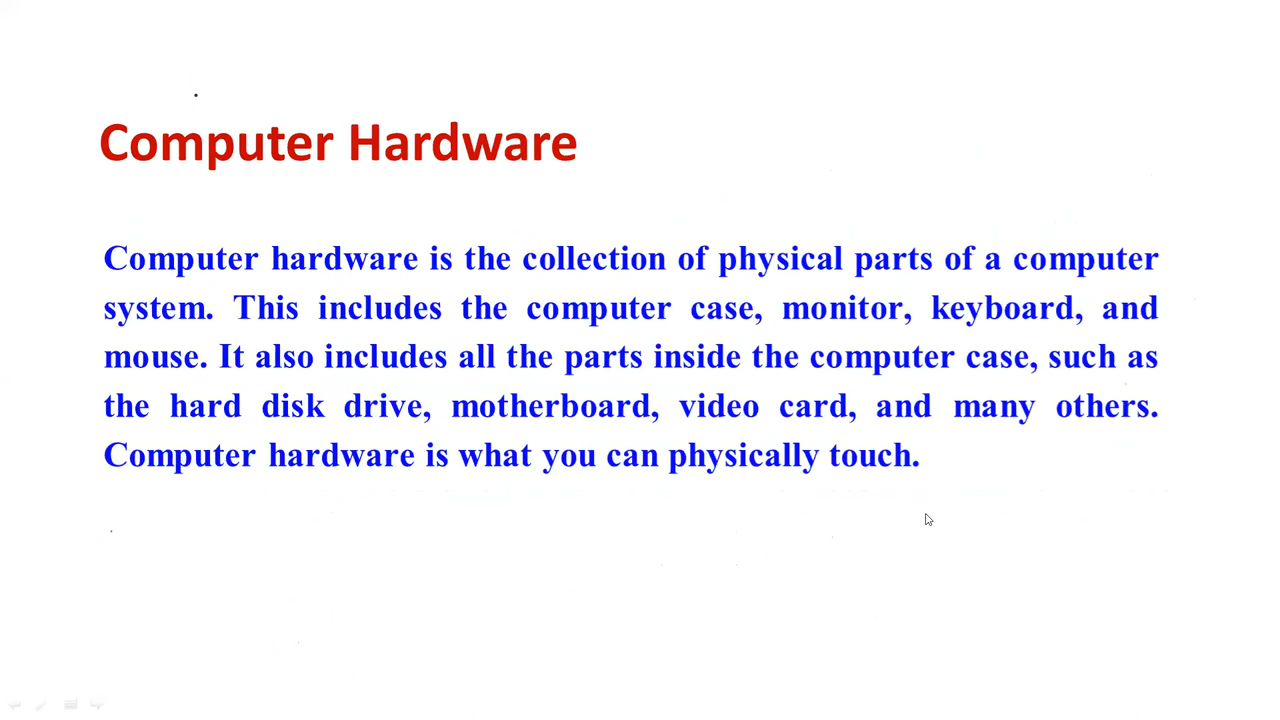 Computer Hardware
Computer hardware is the collection of physical parts of a computer
system. This includes the computer case, monitor, keyboard, and
mouse. It also includes all the parts inside the computer case, such as
the hard disk drive, motherboard, video card, and many others.
Computer hardware is what you can physically touch.